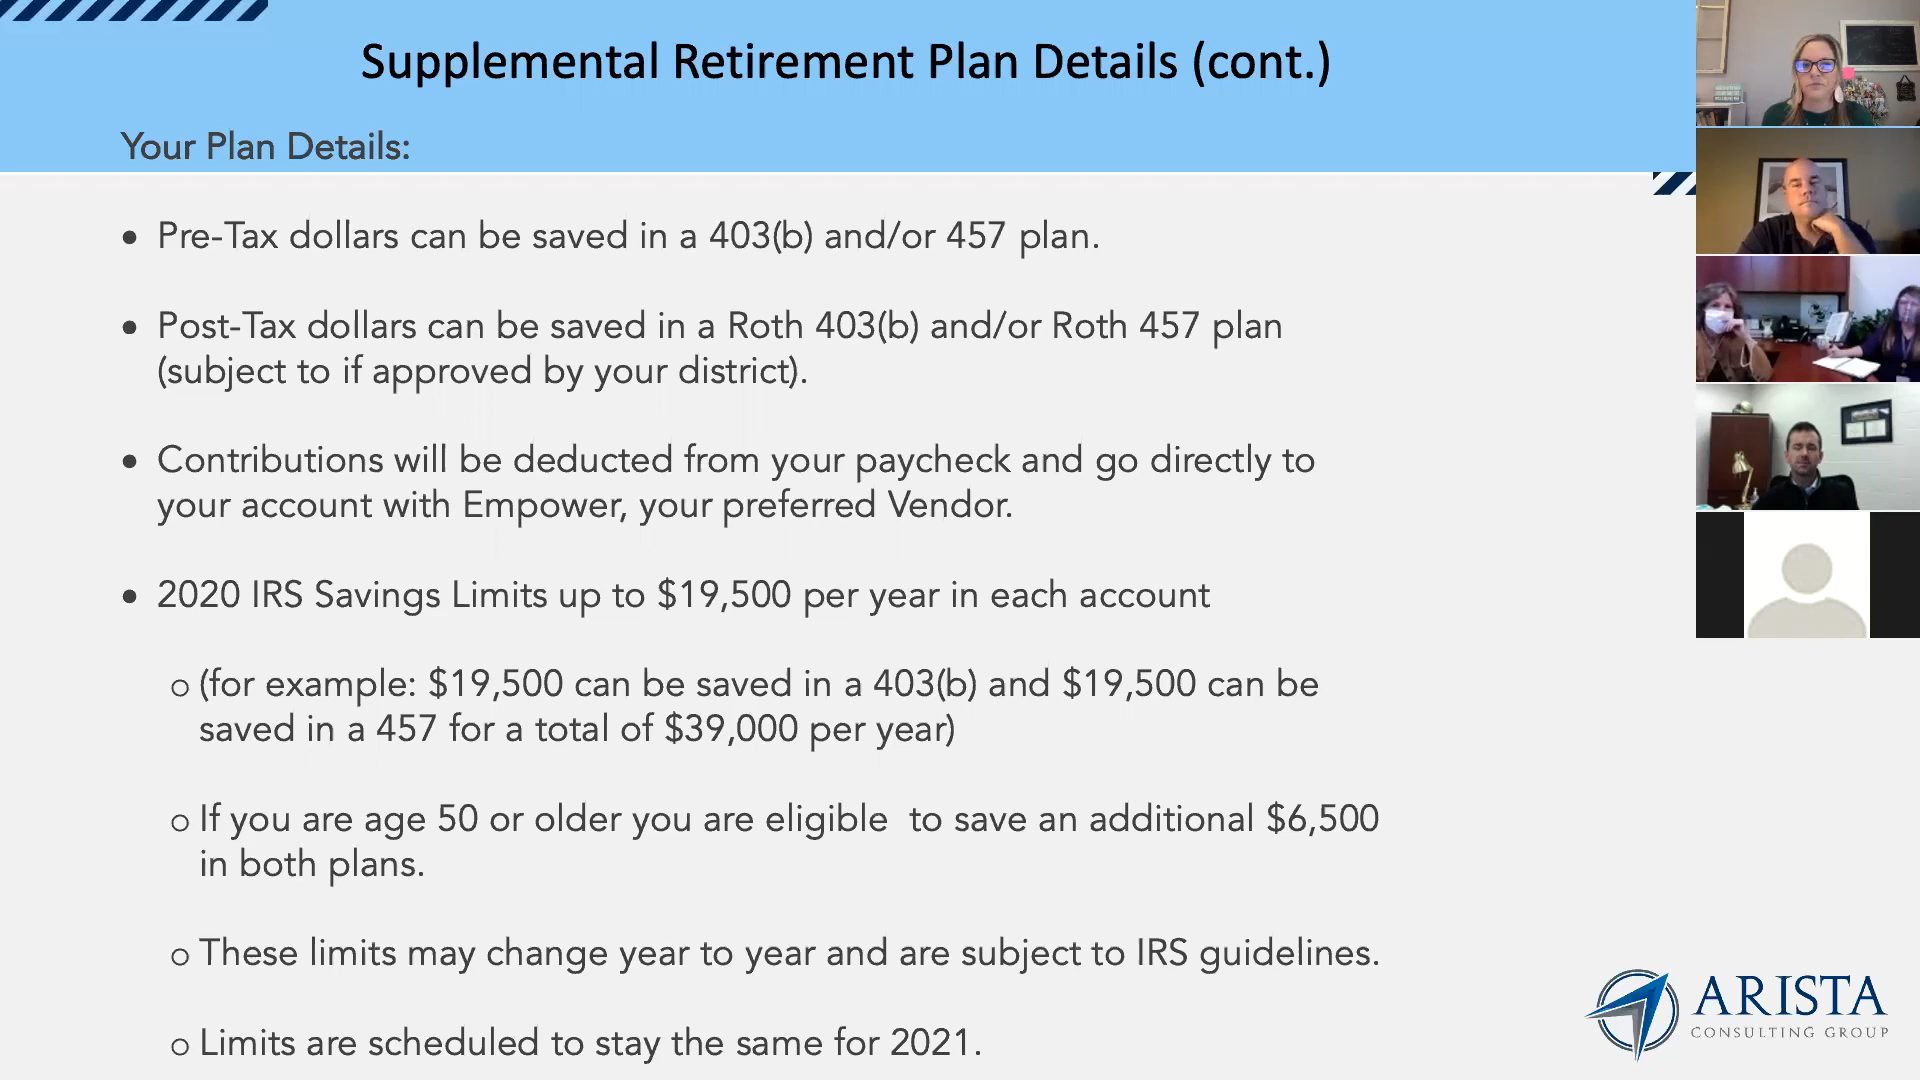 Supplemental Retirement Plan Details (cont.)
Your Plan Details:
• Pre-Tax dollars can be saved in a 403(b) and/or 457 plan.
• Post-Tax dollars can be saved in a Roth 403(b) and/or Roth 457 plan
(subject to if approved by your district).
• Contributions will be deducted from your paycheck and go directly to
your account with Empower, your preferred Vendor.
• 2020 IRS Savings Limits up to $19,500 per year in each account
o (for example: $19,500 can be saved in a 403(b) and $19,500 can be
saved in a 457 for a total of $39,000 per year)
o If you are age 50 or older you are eligible  to save an additional $6,500
in both plans.
o These limits may change year to year and are subject to IRS guidelines.
o Limits are scheduled to stay the same for 2021.
ARISTA
CONSULTING GROUP